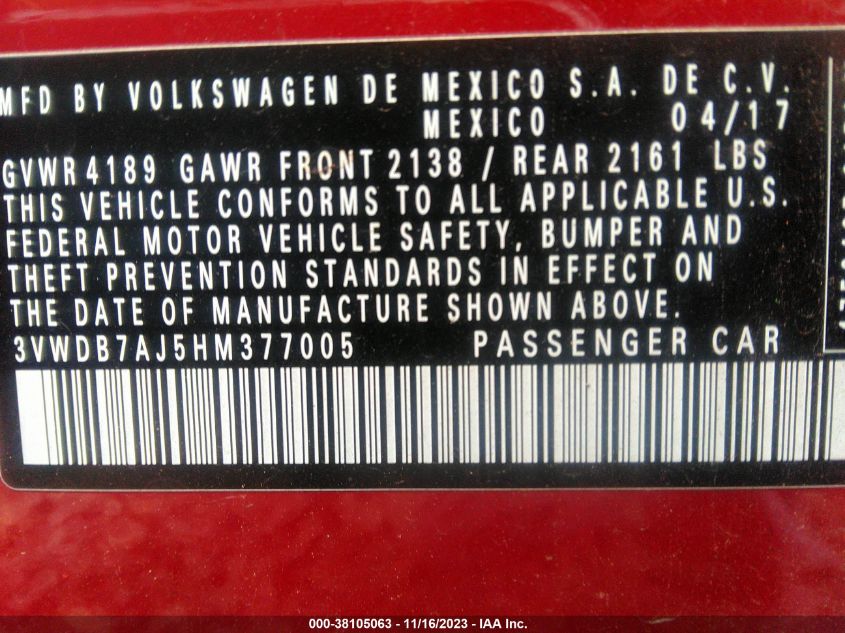 MFD BY VOLKSWAGEN DE MEXICO S.A. DE C.V.
MEXICO 04/17
GVWR 4189 GAWR FRONT 2138 / REAR 2161 LBS
THIS VEHICLE CONFORMS TO ALL APPLICABLE U.S.
FEDERAL MOTOR VEHICLE SAFETY, BUMPER AND
THEFT PREVENTION STANDARDS IN EFFECT ON
THE DATE OF MANUFACTURE SHOWN ABOVE.
3VWDB7AJ5HM377005 PASSENGER CAR
000-38105063 - 11/16/2023 - IAA Inc.